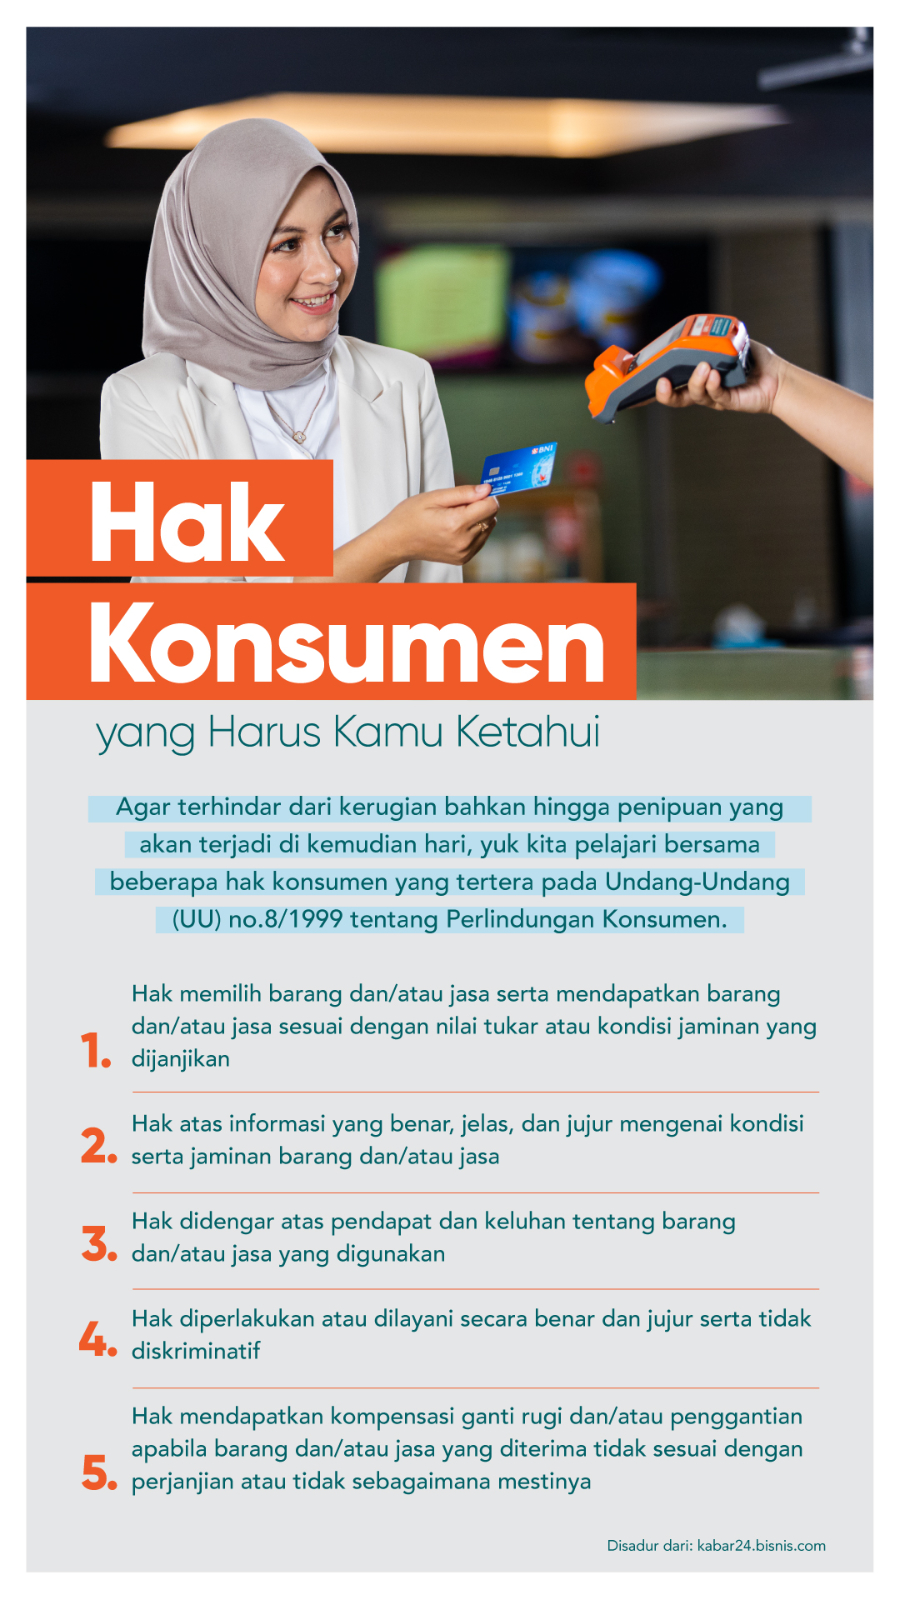 BNI
Hak
Konsumen
yang Harus Kamu Ketahui
Agar terhindar dari kerugian bahkan hingga penipuan yang
akan terjadi di kemudian hari, yuk kita pelajari bersama
beberapa hak konsumen yang tertera pada Undang-Undang
(UU) no.8/1999 tentang Perlindungan Konsumen.
1. Hak memilih barang dan/atau jasa serta mendapatkan barang
dan/atau jasa sesuai dengan nilai tukar atau kondisi jaminan yang
dijanjikan
2. Hak atas informasi yang benar, jelas, dan jujur mengenai kondisi
serta jaminan barang dan/atau jasa
3. Hak didengar atas pendapat dan keluhan tentang barang
dan/atau jasa yang digunakan
4. Hak diperlakukan atau dilayani secara benar dan jujur serta tidak
diskriminatif
5. Hak mendapatkan kompensasi ganti rugi dan/atau penggantian
apabila barang dan/atau jasa yang diterima tidak sesuai dengan
perjanjian atau tidak sebagaimana mestinya
Disadur dari: kabar24.bisnis.com